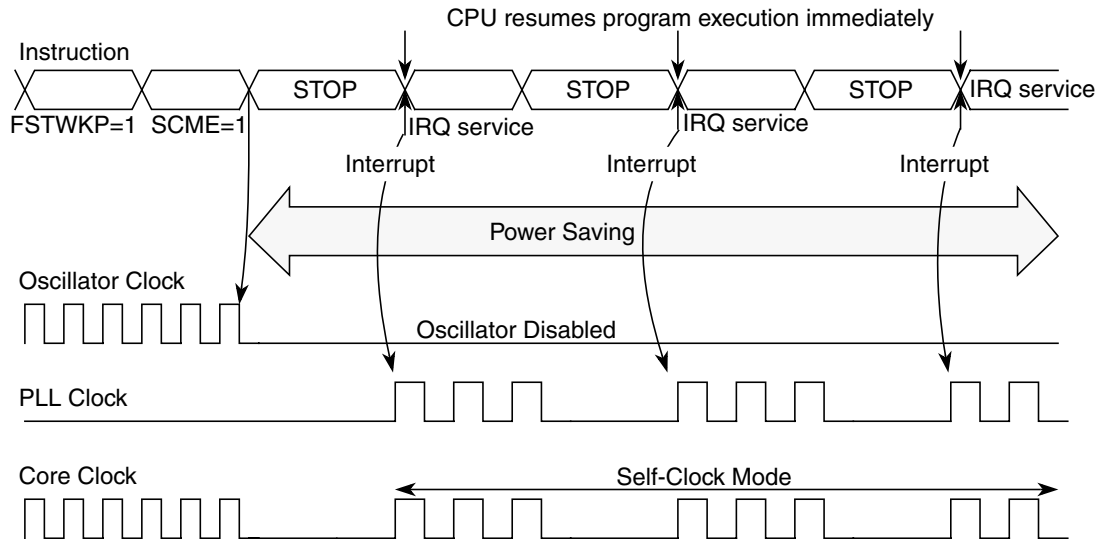 CPU resumes program execution immediately
Instruction
STOP
STOP
STOP
IRQ service
FSTWKP=1
SCME=1
IRQ service
IRQ service
Interrupt
Interrupt
Interrupt
Power Saving
Oscillator Clock
Oscillator Disabled
PLL Clock
Core Clock
Self-Clock Mode